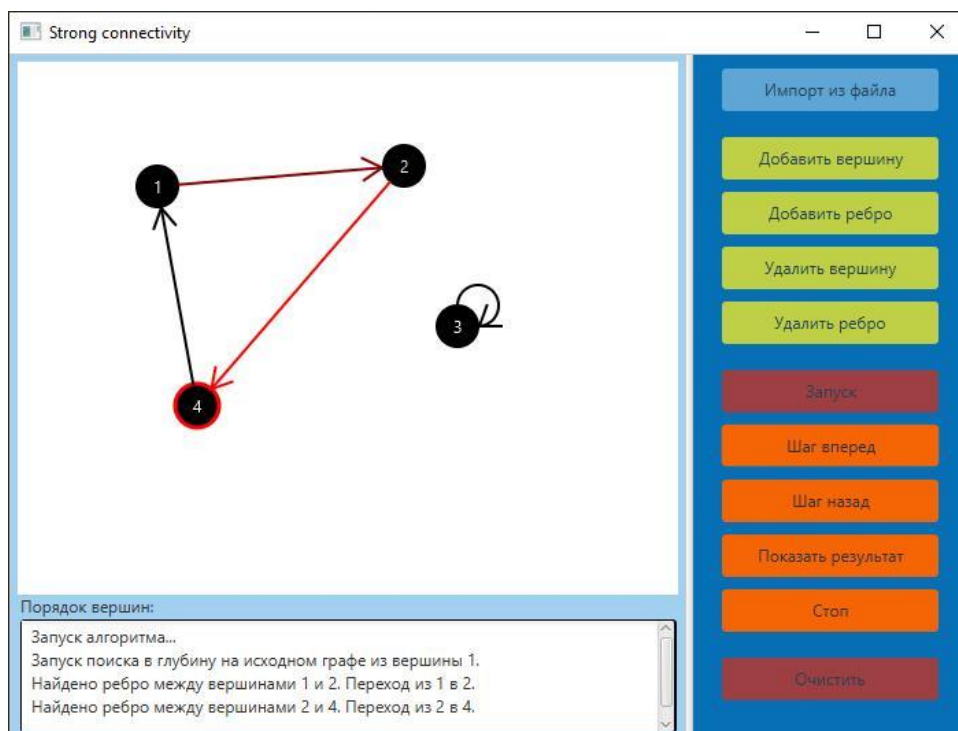 Strong connectivity
1
2
3
4
Порядок вершин:
Запуск алгоритма...
Запуск поиска в глубину на исходном графе из вершины 1.
Найдено ребро между вершинами 1 и 2. Переход из 1 в 2.
Найдено ребро между вершинами 2 и 4. Переход из 2 в 4.
Импорт из файла
Добавить вершину
Добавить ребро
Удалить вершину
Удалить ребро
Запуск
Шаг вперед
Шаг назад
Показать результат
Стоп
Очистить